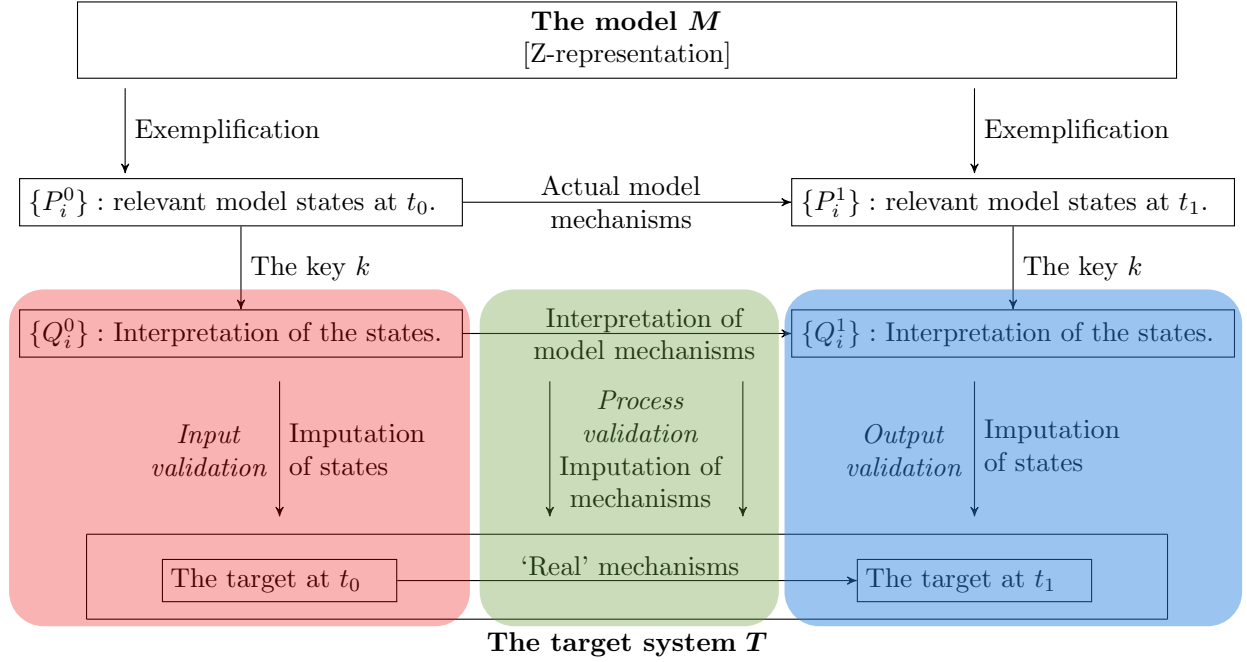 The model M
[Z-representation]
Exemplification
Exemplification
{P_i^0} : relevant model states at t_0.
Actual model
mechanisms
{P_i^1} : relevant model states at t_1.
The key k
The key k
{Q_i^0} : Interpretation of the states.
Interpretation of
model mechanisms
{Q_i^1} : Interpretation of the states.
Input
validation
Imputation
of states
Process
validation
Imputation of
mechanisms
Output
validation
Imputation
of states
The target at t_0
‘Real’ mechanisms
The target at t_1
The target system T